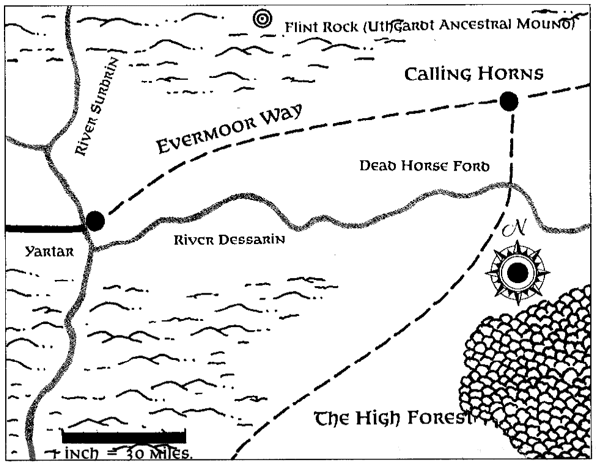 Flint Rock (Uthgardt Ancestral Mound)
Calling Horns
River Surbrin
Evermoor Way
Dead Horse Ford
Yartar
River Dessarin
N
The High Forest
1 inch = 30 miles.